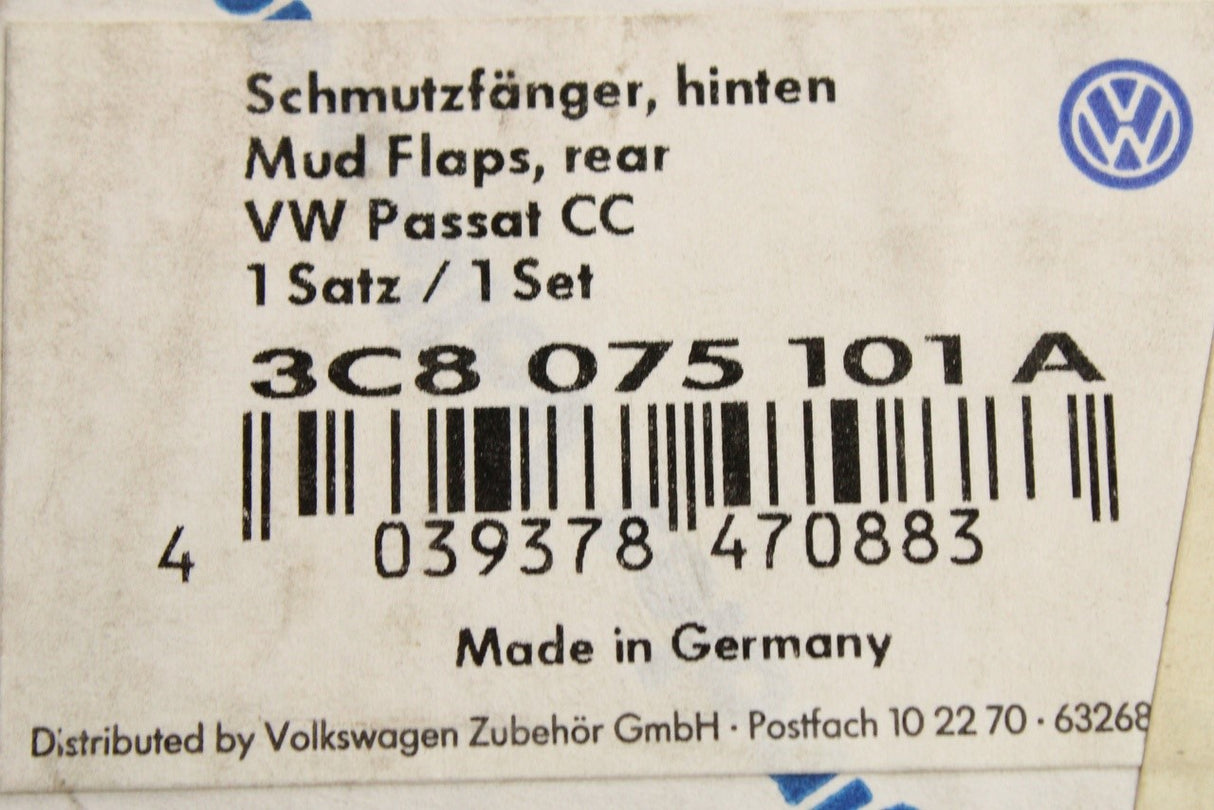 Schmutzfänger, hinten
Mud Flaps, rear
VW Passat CC
1 Satz / 1 Set
3C8 075 101 A
4 039378 470883
Made in Germany
Distributed by Volkswagen Zubehör GmbH · Postfach 10 22 70 · 63268